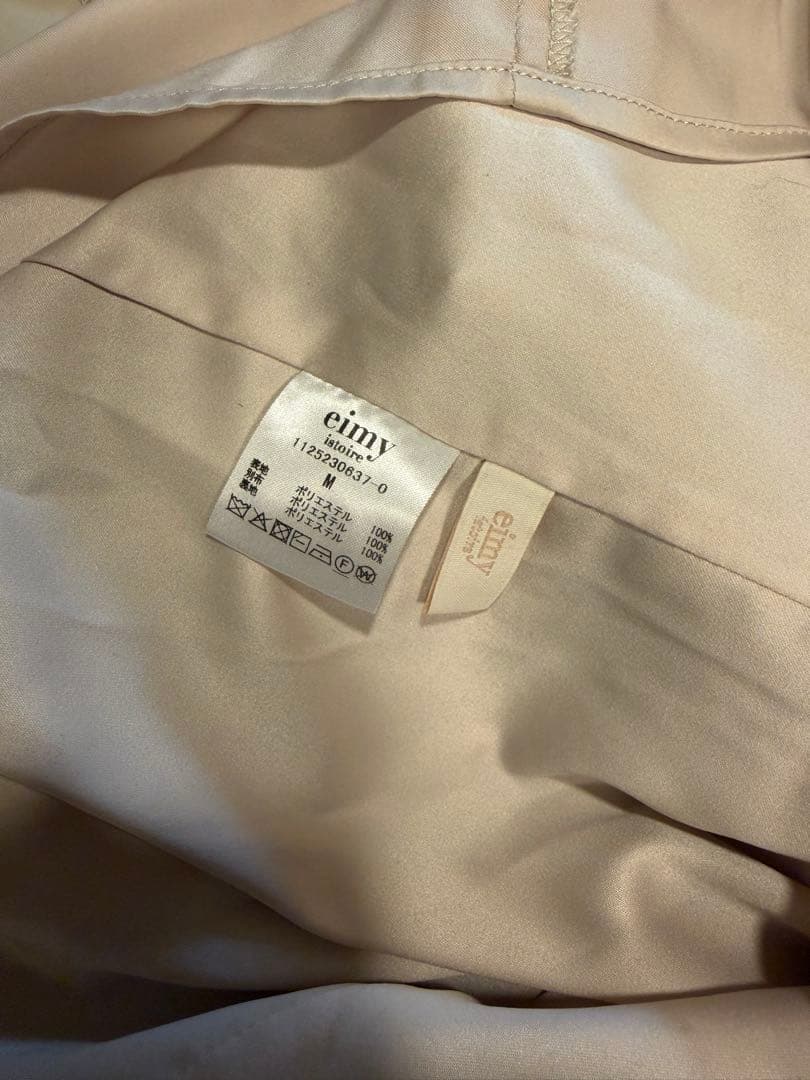 eimy
istoire
1125230637-0
M
表地 ポリエステル 100%
別布 ポリエステル 100%
裏地 ポリエステル 100%
F W
eimy
istoire